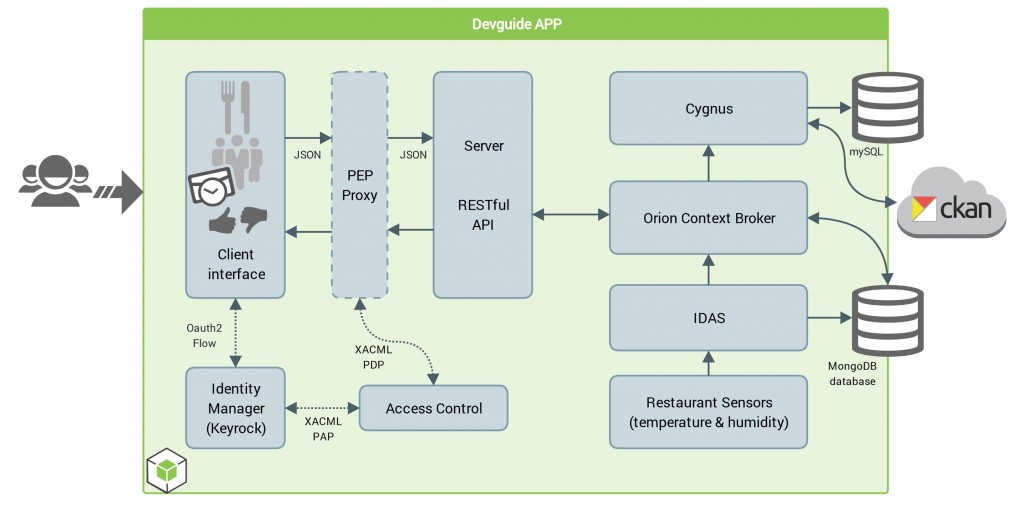 Devguide APP
Client
interface
JSON
PEP
Proxy
JSON
Server
RESTful
API
Cygnus
mySQL
Orion Context Broker
ckan
IDAS
MongoDB
database
Restaurant Sensors
(temperature & humidity)
Oauth2
Flow
XACML
PDP
Identity
Manager
(Keyrock)
XACML
PAP
Access Control